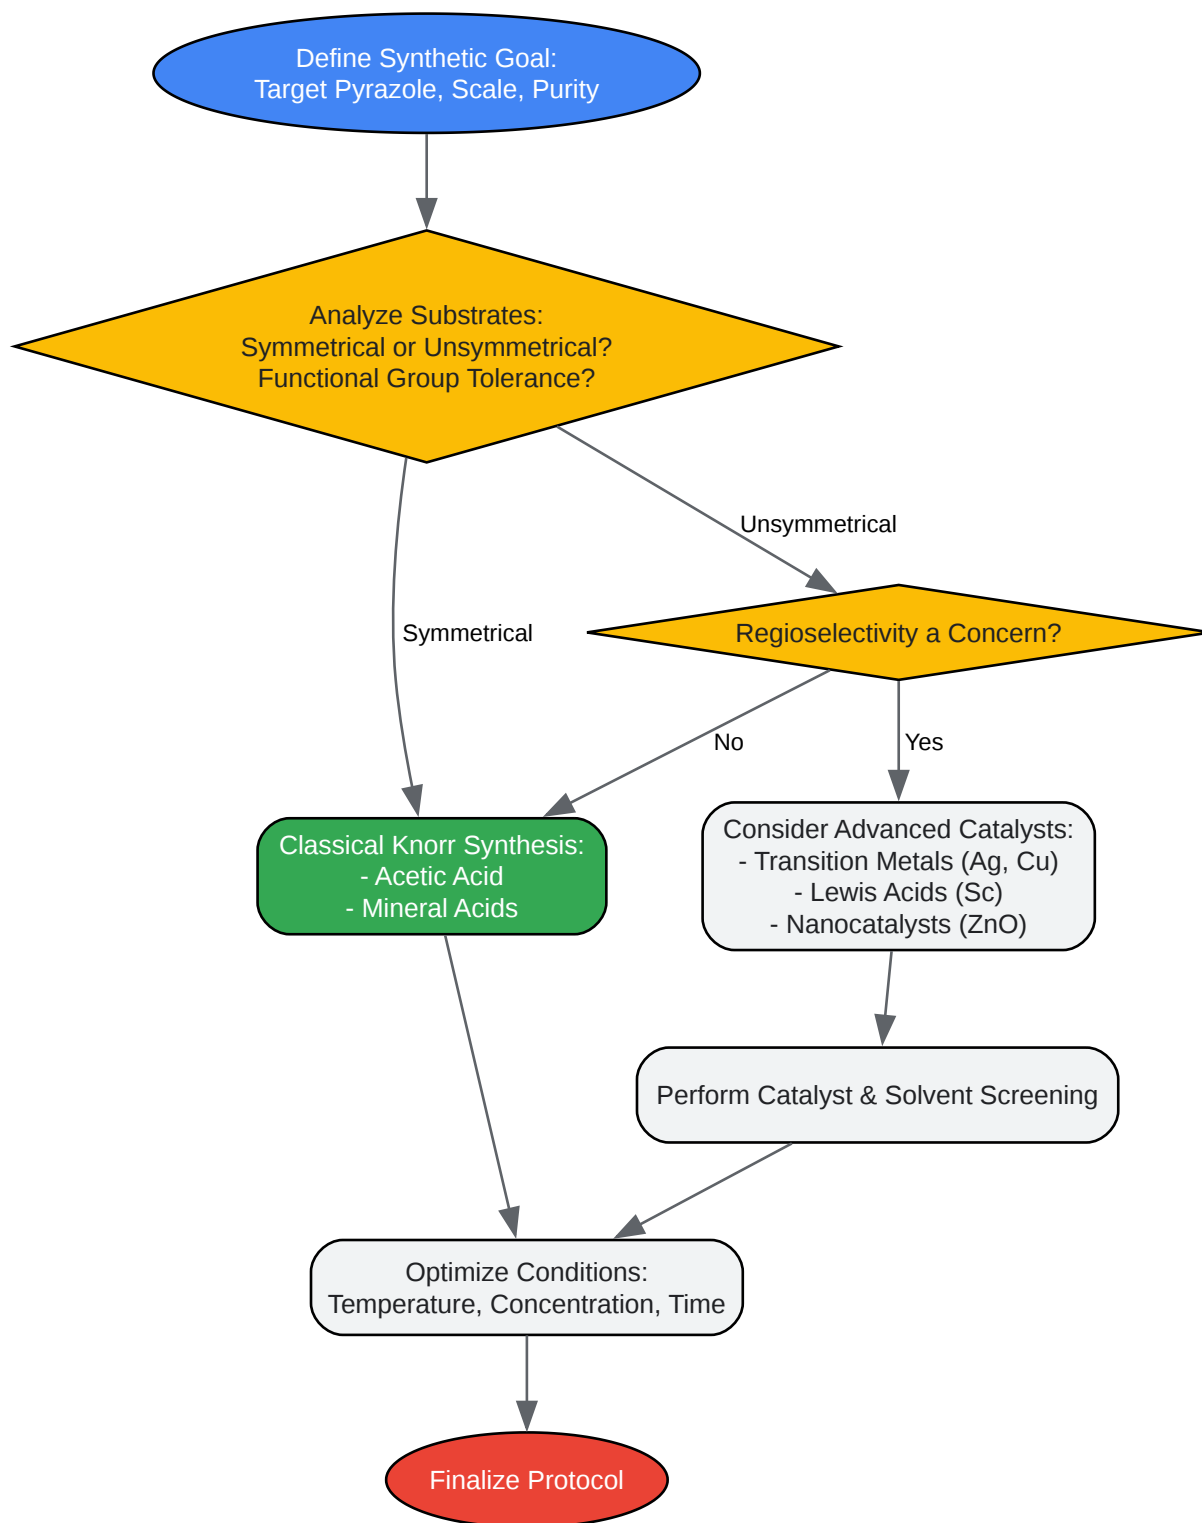 Define Synthetic Goal:
Target Pyrazole, Scale, Purity
Analyze Substrates:
Symmetrical or Unsymmetrical?
Functional Group Tolerance?
Unsymmetrical
Symmetrical
Regioselectivity a Concern?
No
Yes
Classical Knorr Synthesis:
- Acetic Acid
- Mineral Acids
Consider Advanced Catalysts:
- Transition Metals (Ag, Cu)
- Lewis Acids (Sc)
- Nanocatalysts (ZnO)
Perform Catalyst & Solvent Screening
Optimize Conditions:
Temperature, Concentration, Time
Finalize Protocol